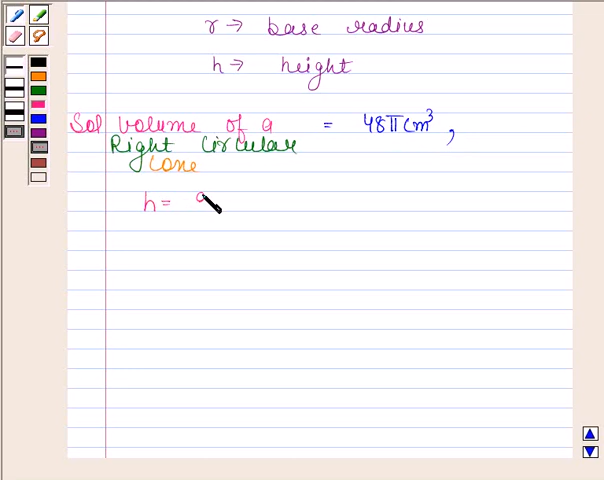 r → base radius
h → height
Sol volume of a = 48π cm³,
Right Circular
Cone
h =